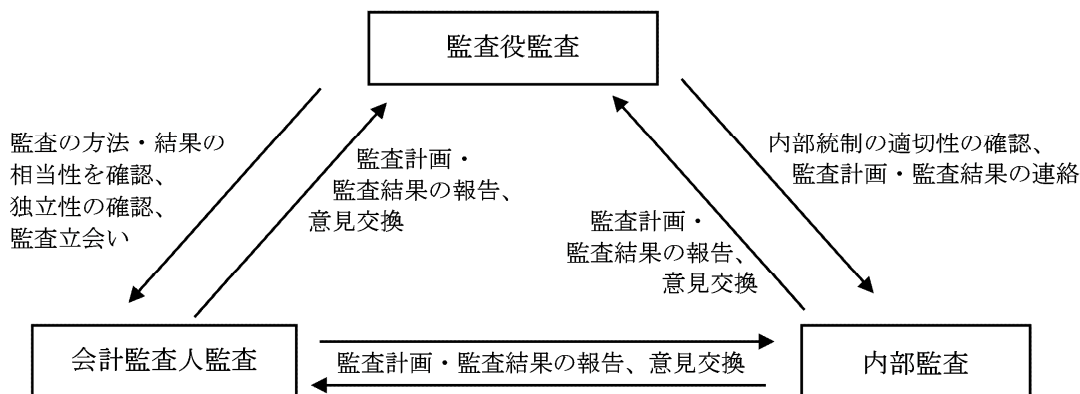 監査役監査
監査の方法・結果の
相当性を確認、
独立性の確認、
監査立会い
監査計画・
監査結果の報告、
意見交換
監査計画・
監査結果の報告、
意見交換
内部統制の適切性の確認、
監査計画・監査結果の連絡
会計監査人監査
監査計画・監査結果の報告、意見交換
内部監査